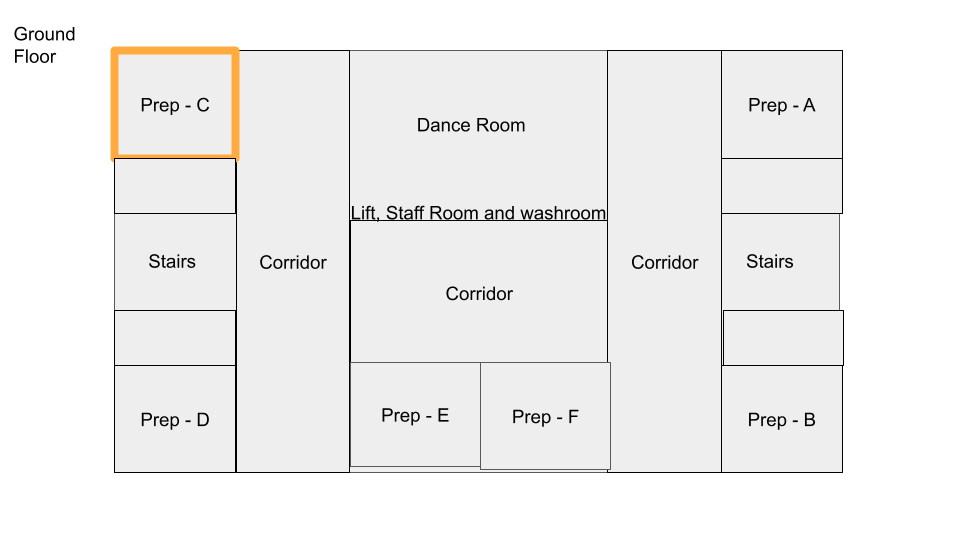 Ground
Floor
Prep - C
Dance Room
Prep - A
Lift, Staff Room and washroom
Stairs
Corridor
Corridor
Corridor
Stairs
Prep - D
Prep - E
Prep - F
Prep - B